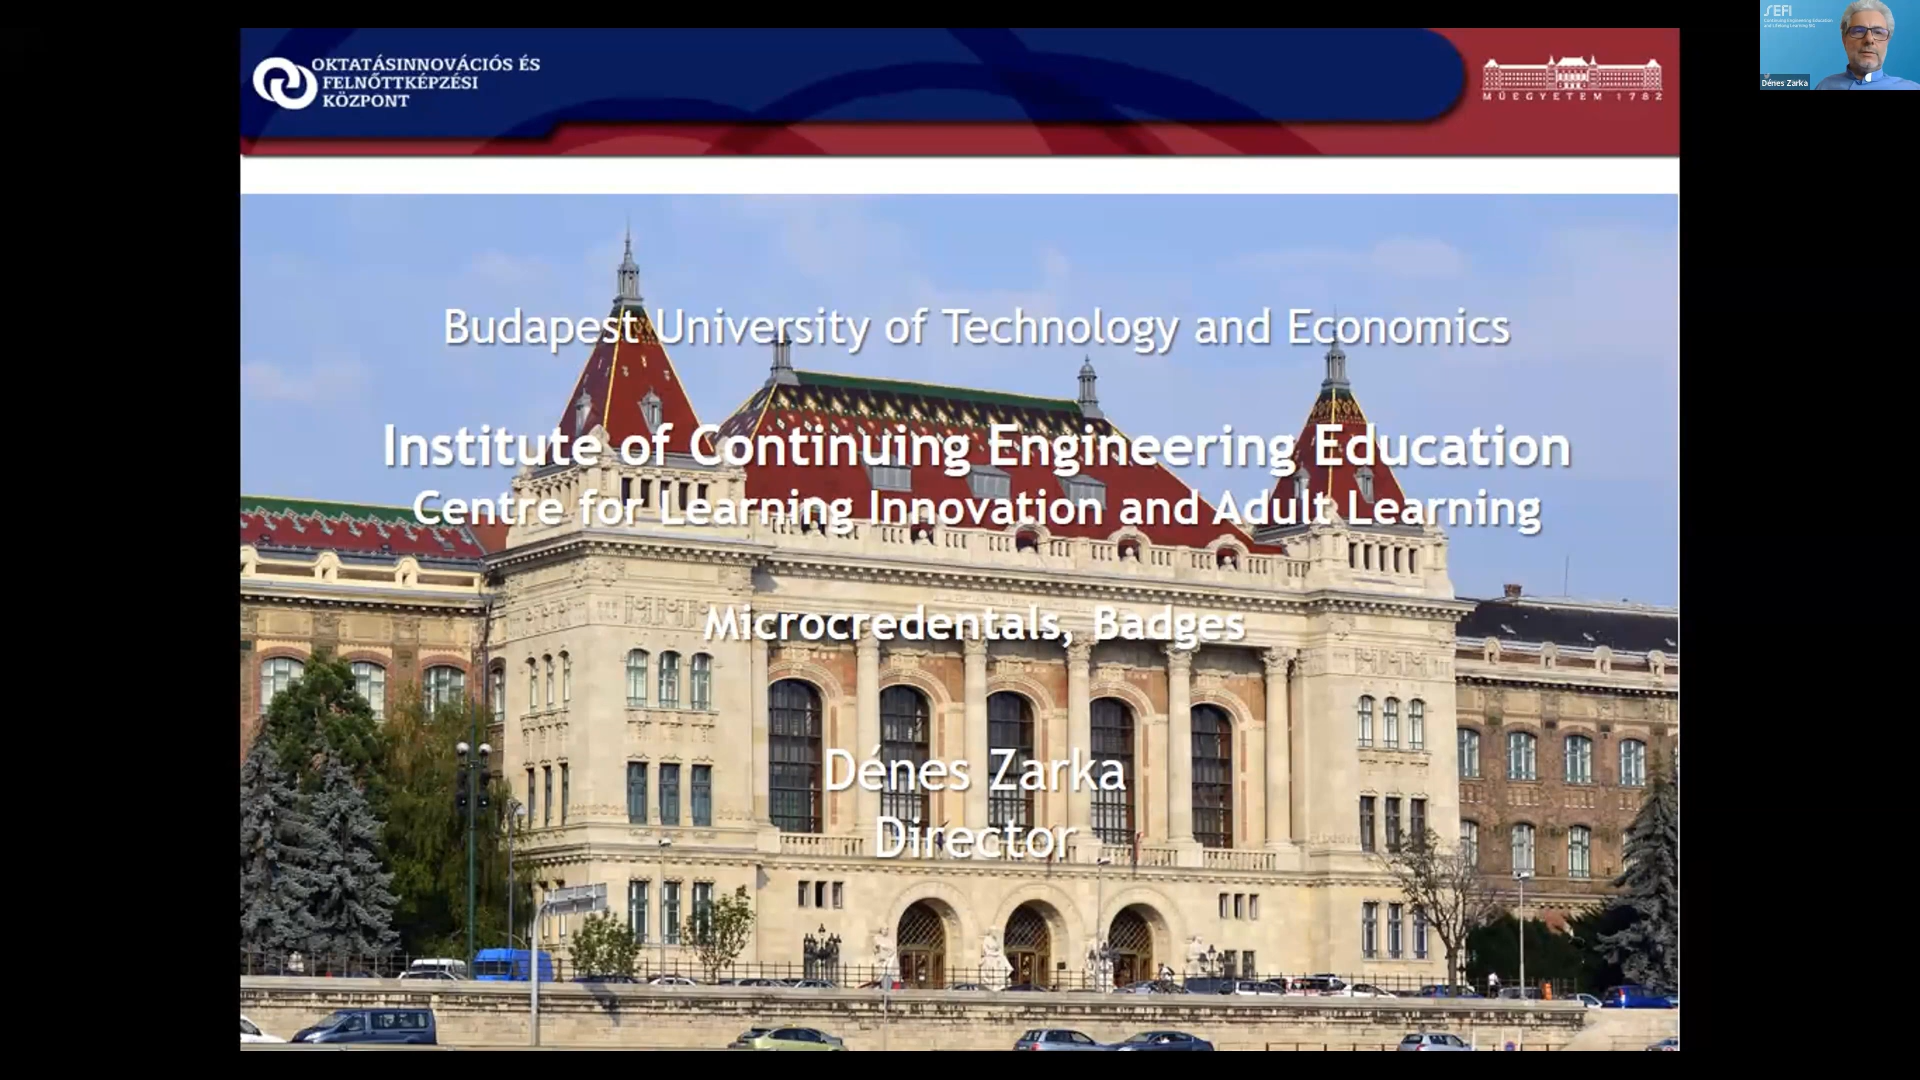 OKTATÁSINNOVÁCIÓS ÉS
FELNŐTTKÉPZÉSI
KÖZPONT
MŰEGYETEM 1782
SEFI
Dénes Zarka
Budapest University of Technology and Economics
Institute of Continuing Engineering Education
Centre for Learning Innovation and Adult Learning
Microcredentals, Badges
Dénes Zarka
Director